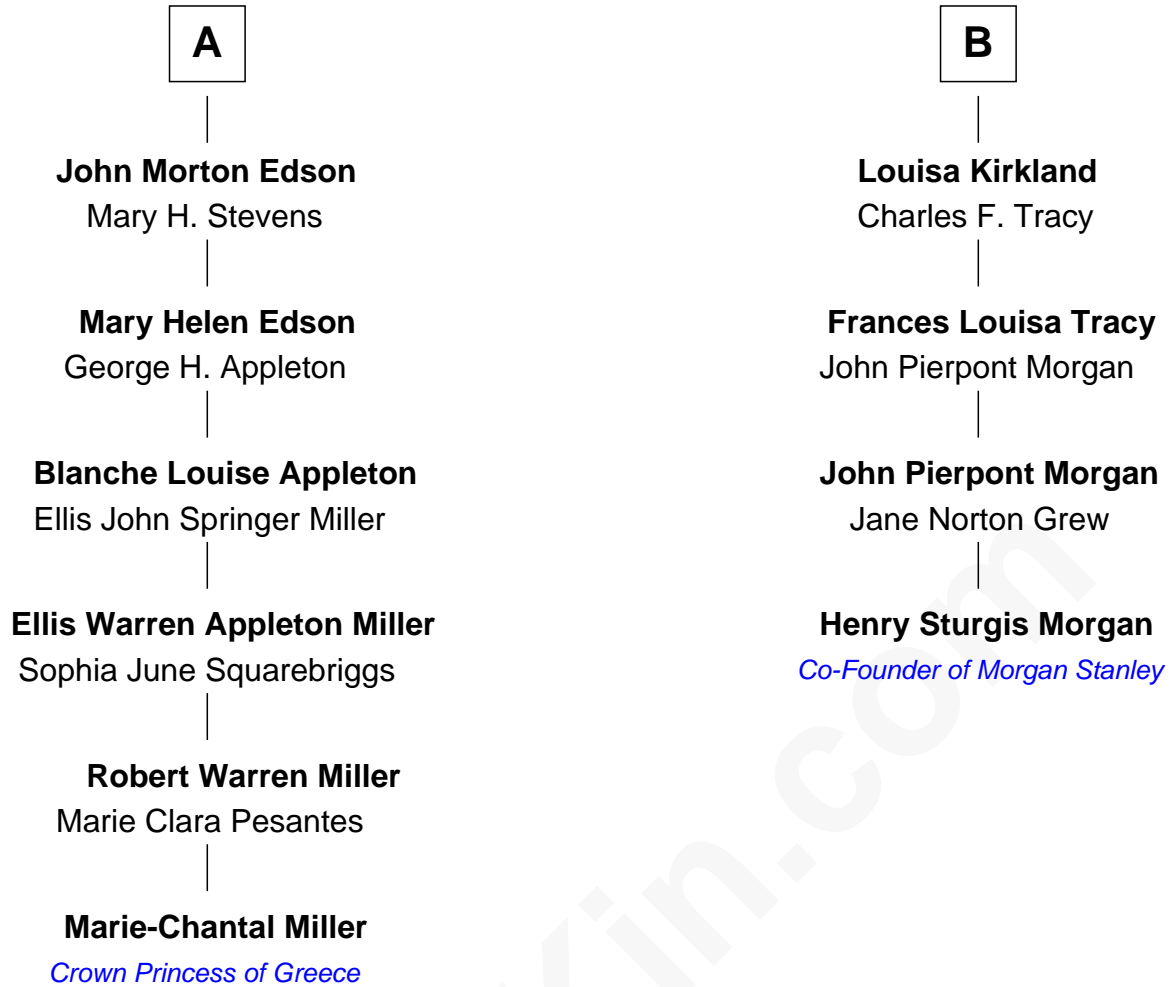 A
John Morton Edson
Mary H. Stevens
Mary Helen Edson
George H. Appleton
Blanche Louise Appleton
Ellis John Springer Miller
Ellis Warren Appleton Miller
Sophia June Squarebriggs
Robert Warren Miller
Marie Clara Pesantes
Marie-Chantal Miller
Crown Princess of Greece
B
Louisa Kirkland
Charles F. Tracy
Frances Louisa Tracy
John Pierpont Morgan
John Pierpont Morgan
Jane Norton Grew
Henry Sturgis Morgan
Co-Founder of Morgan Stanley
Kin.com